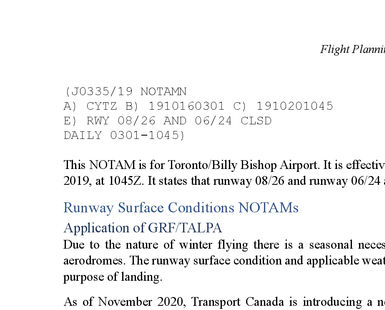 Flight Planni
(J0335/19 NOTAMN
A) CYTZ B) 1910160301 C) 1910201045
E) RWY 08/26 AND 06/24 CLSD
DAILY 0301-1045)
This NOTAM is for Toronto/Billy Bishop Airport. It is effectiv
2019, at 1045Z. It states that runway 08/26 and runway 06/24
Runway Surface Conditions NOTAMs
Application of GRF/TALPA
Due to the nature of winter flying there is a seasonal neces
aerodromes. The runway surface condition and applicable weat
purpose of landing.
As of November 2020, Transport Canada is introducing a n